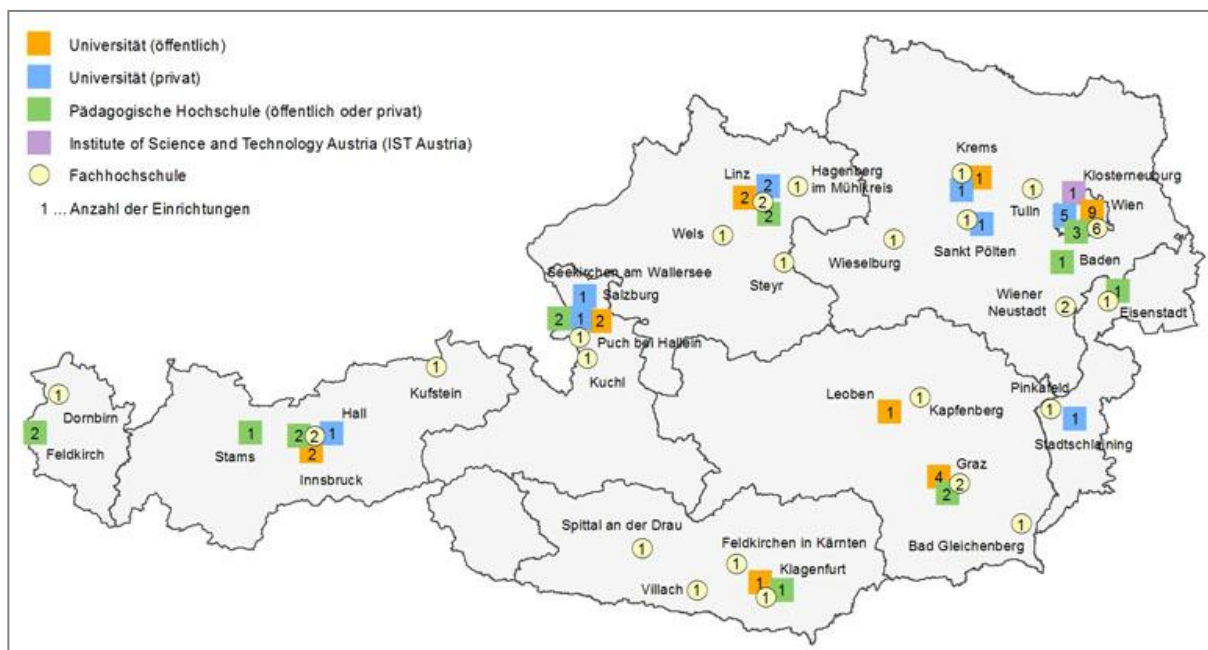 Universität (öffentlich)
Universität (privat)
Pädagogische Hochschule (öffentlich oder privat)
Institute of Science and Technology Austria (IST Austria)
Fachhochschule
1 ... Anzahl der Einrichtungen
Krems
1
1
1
Klosterneuburg
1
Tulln
1
Wien
5
9
3
6
Sankt Pölten
1
1
Baden
1
Wieselburg
1
Wiener
Neustadt
2
Eisenstadt
1
1
Linz
2
2
2
2
Hagenberg
im Mühlkreis
1
Wels
1
Steyr
1
Seekirchen am Wallersee
1
Salzburg
2
1
2
1
Puch bei Hallein
1
Kuchl
Kufstein
1
Dornbirn
1
2
Feldkirch
1
Stams
Hall
2
2
1
2
Innsbruck
Leoben
1
1
Kapfenberg
Pinkafeld
1
1
Stadtschlaining
Graz
4
2
2
Bad Gleichenberg
1
Spittal an der Drau
1
Feldkirchen in Kärnten
1
Klagenfurt
1
1
1
Villach
1